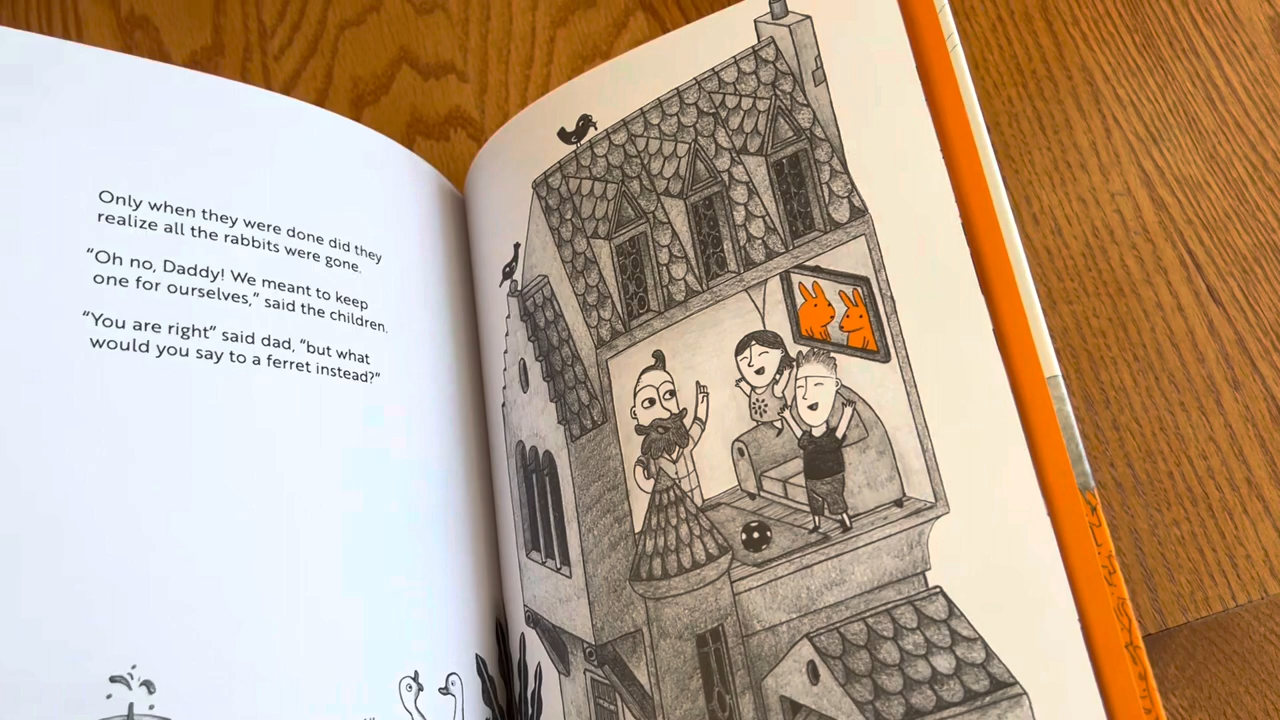 Only when they were done did they
realize all the rabbits were gone.
“Oh no, Daddy! We meant to keep
one for ourselves,” said the children.
“You are right” said dad, “but what
would you say to a ferret instead?”